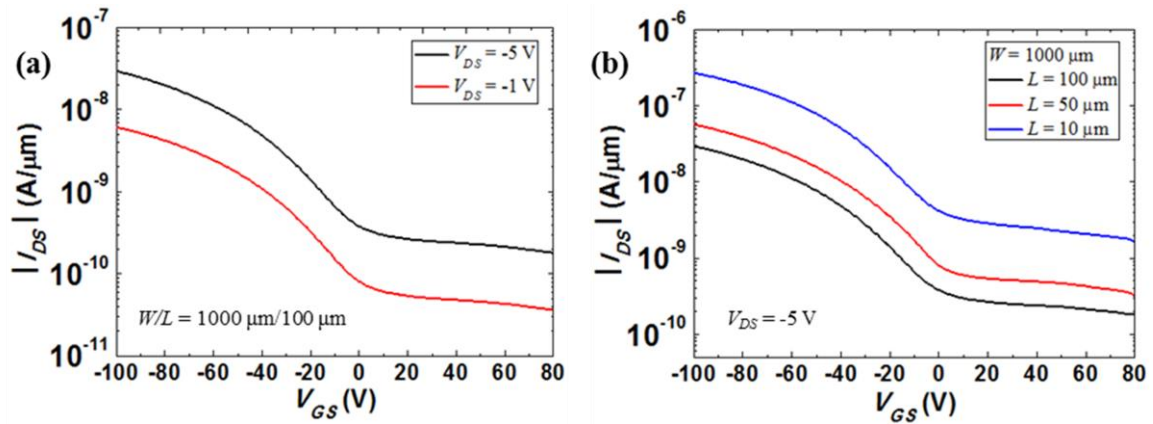 (a)
10⁻⁷
10⁻⁸
10⁻⁹
10⁻¹⁰
10⁻¹¹
| I_DS | (A/μm)
V_DS = -5 V
V_DS = -1 V
W/L = 1000 μm/100 μm
-100 -80 -60 -40 -20 0 20 40 60 80
V_GS (V)
(b)
10⁻⁶
10⁻⁷
10⁻⁸
10⁻⁹
10⁻¹⁰
| I_DS | (A/μm)
W = 1000 μm
L = 100 μm
L = 50 μm
L = 10 μm
V_DS = -5 V
-100 -80 -60 -40 -20 0 20 40 60 80
V_GS (V)